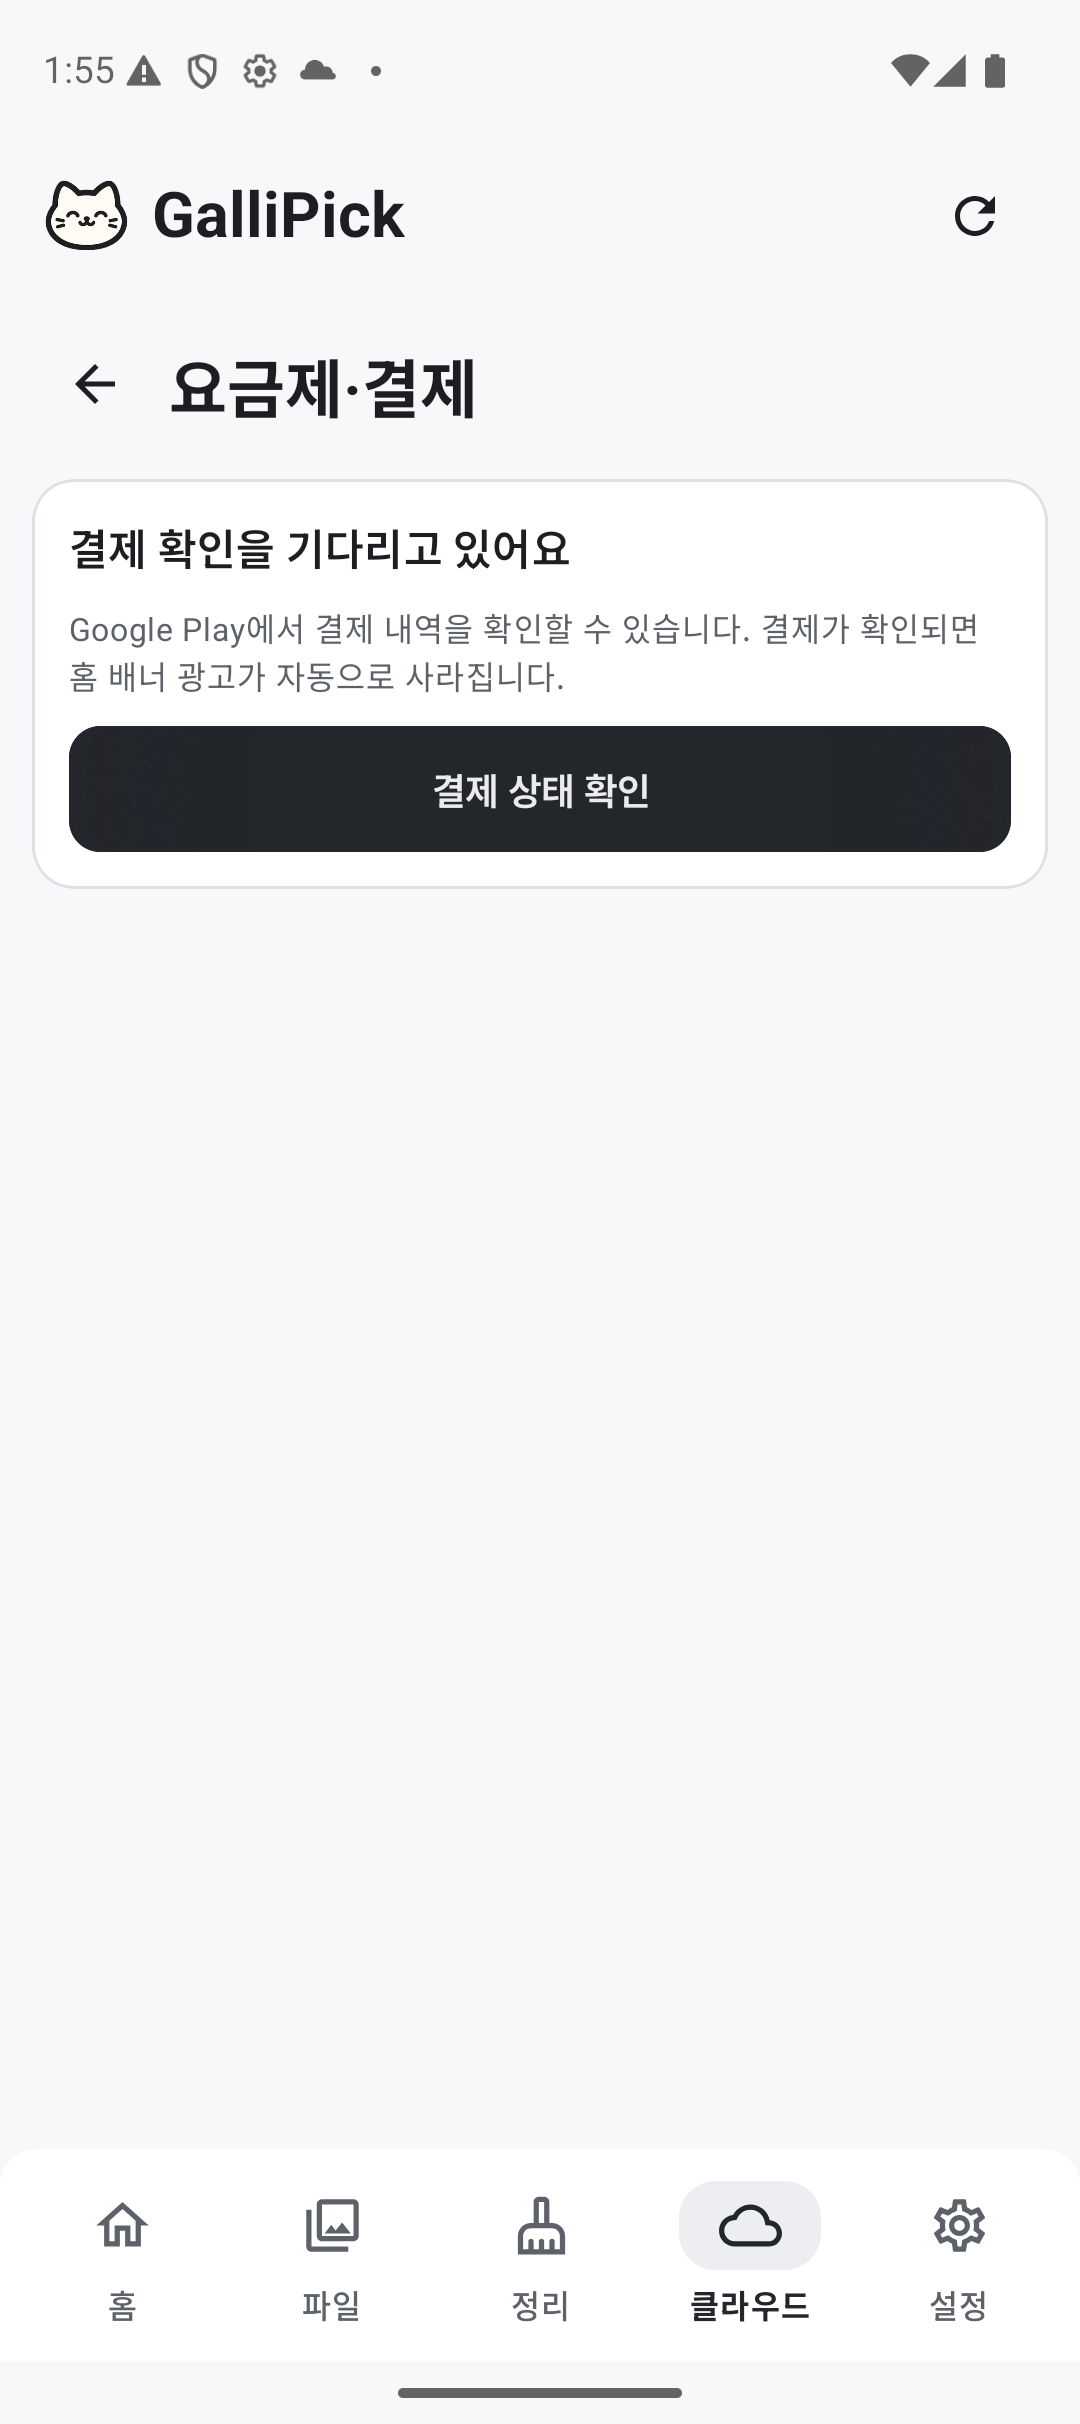 1:55
GalliPick
요금제·결제
결제 확인을 기다리고 있어요
Google Play에서 결제 내역을 확인할 수 있습니다. 결제가 확인되면
홈 배너 광고가 자동으로 사라집니다.
결제 상태 확인
홈
파일
정리
클라우드
설정